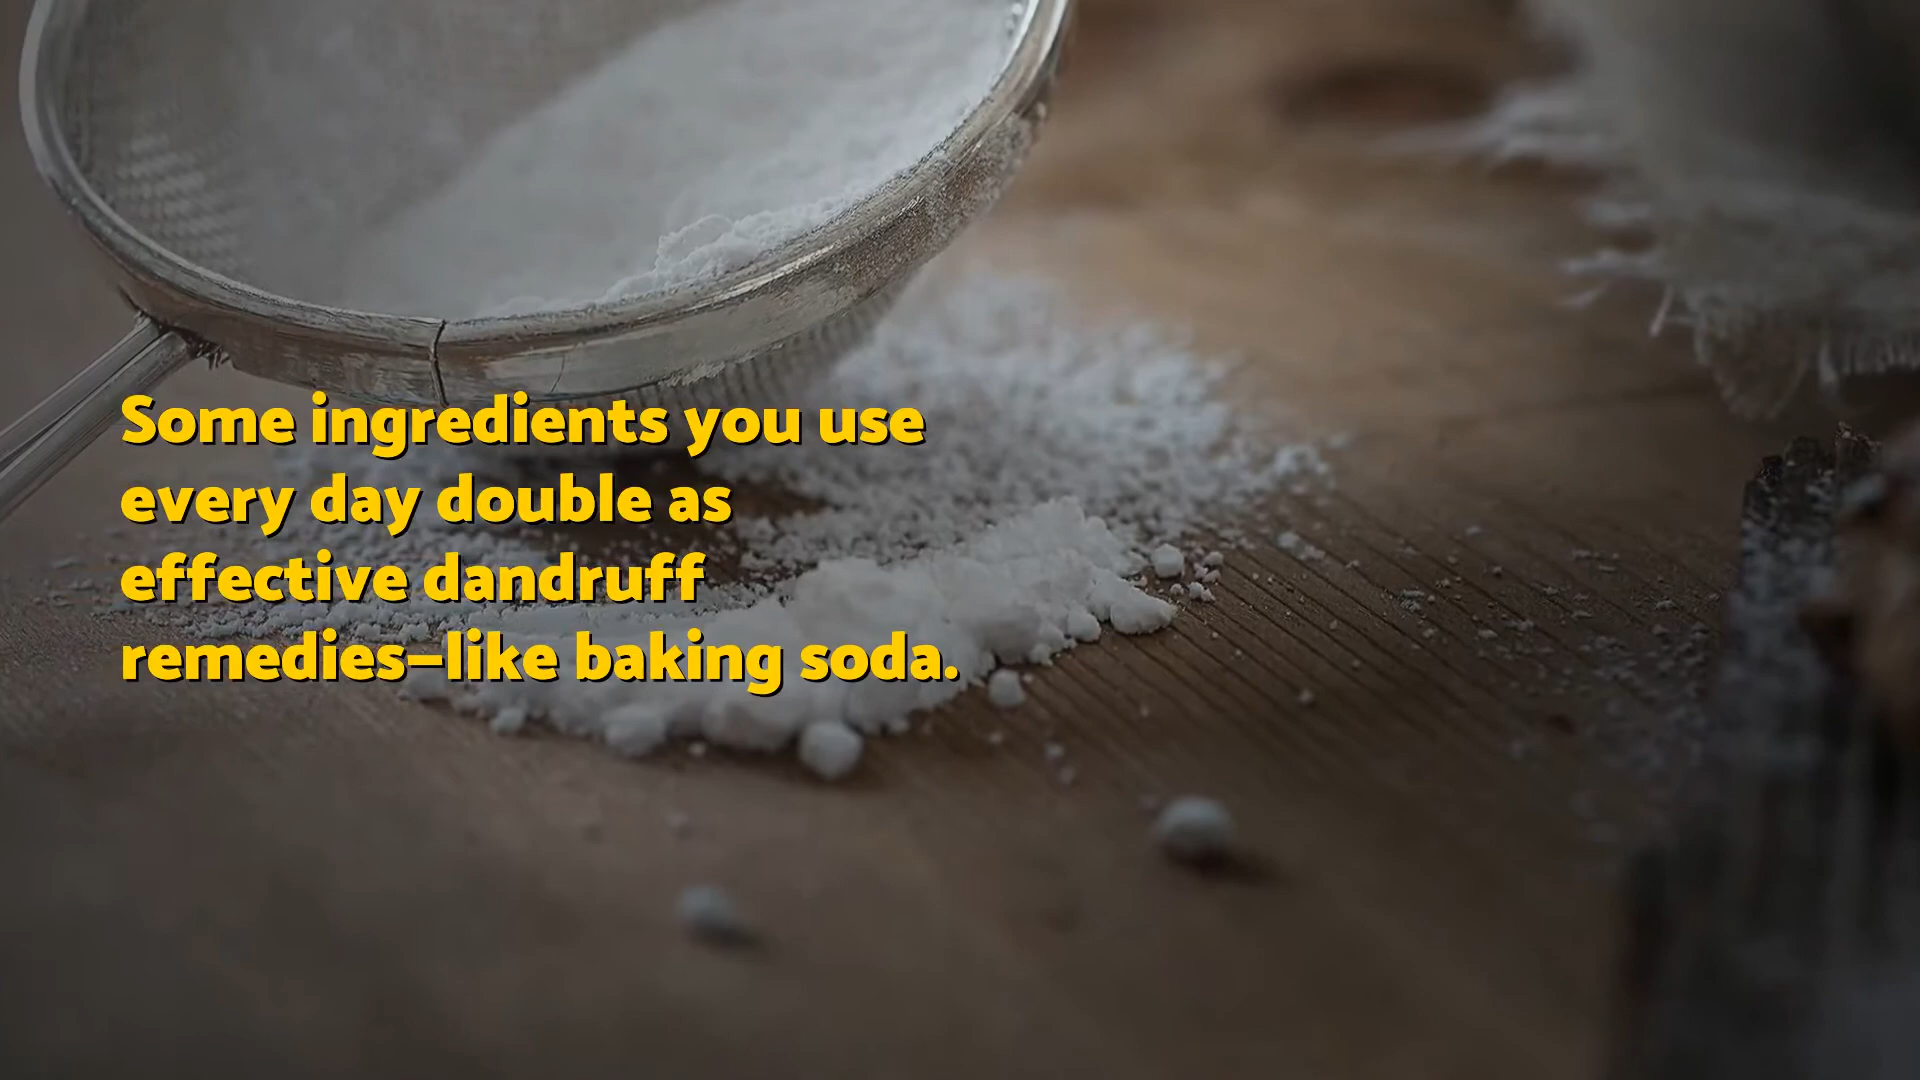 Some ingredients you use
every day double as
effective dandruff
remedies—like baking soda.